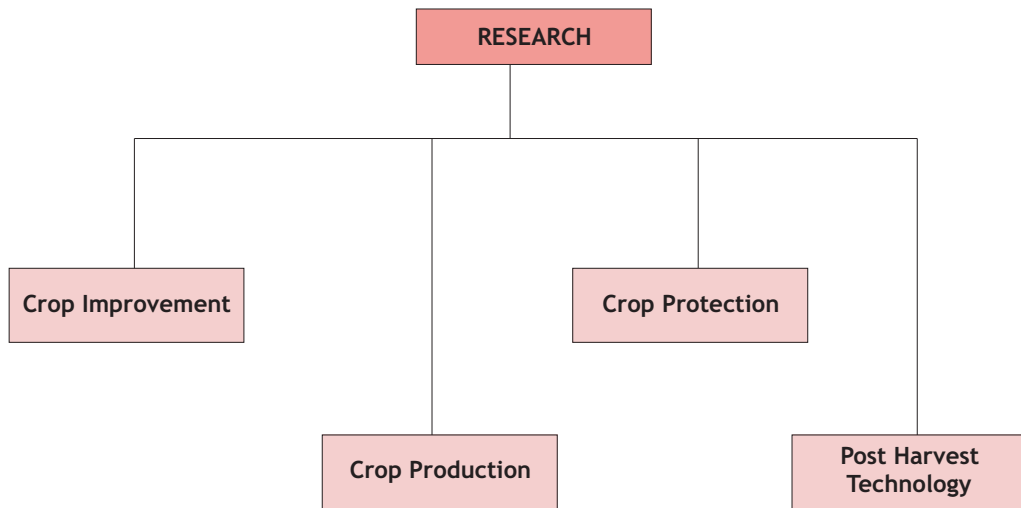 RESEARCH
Crop Improvement
Crop Protection
Crop Production
Post Harvest
Technology